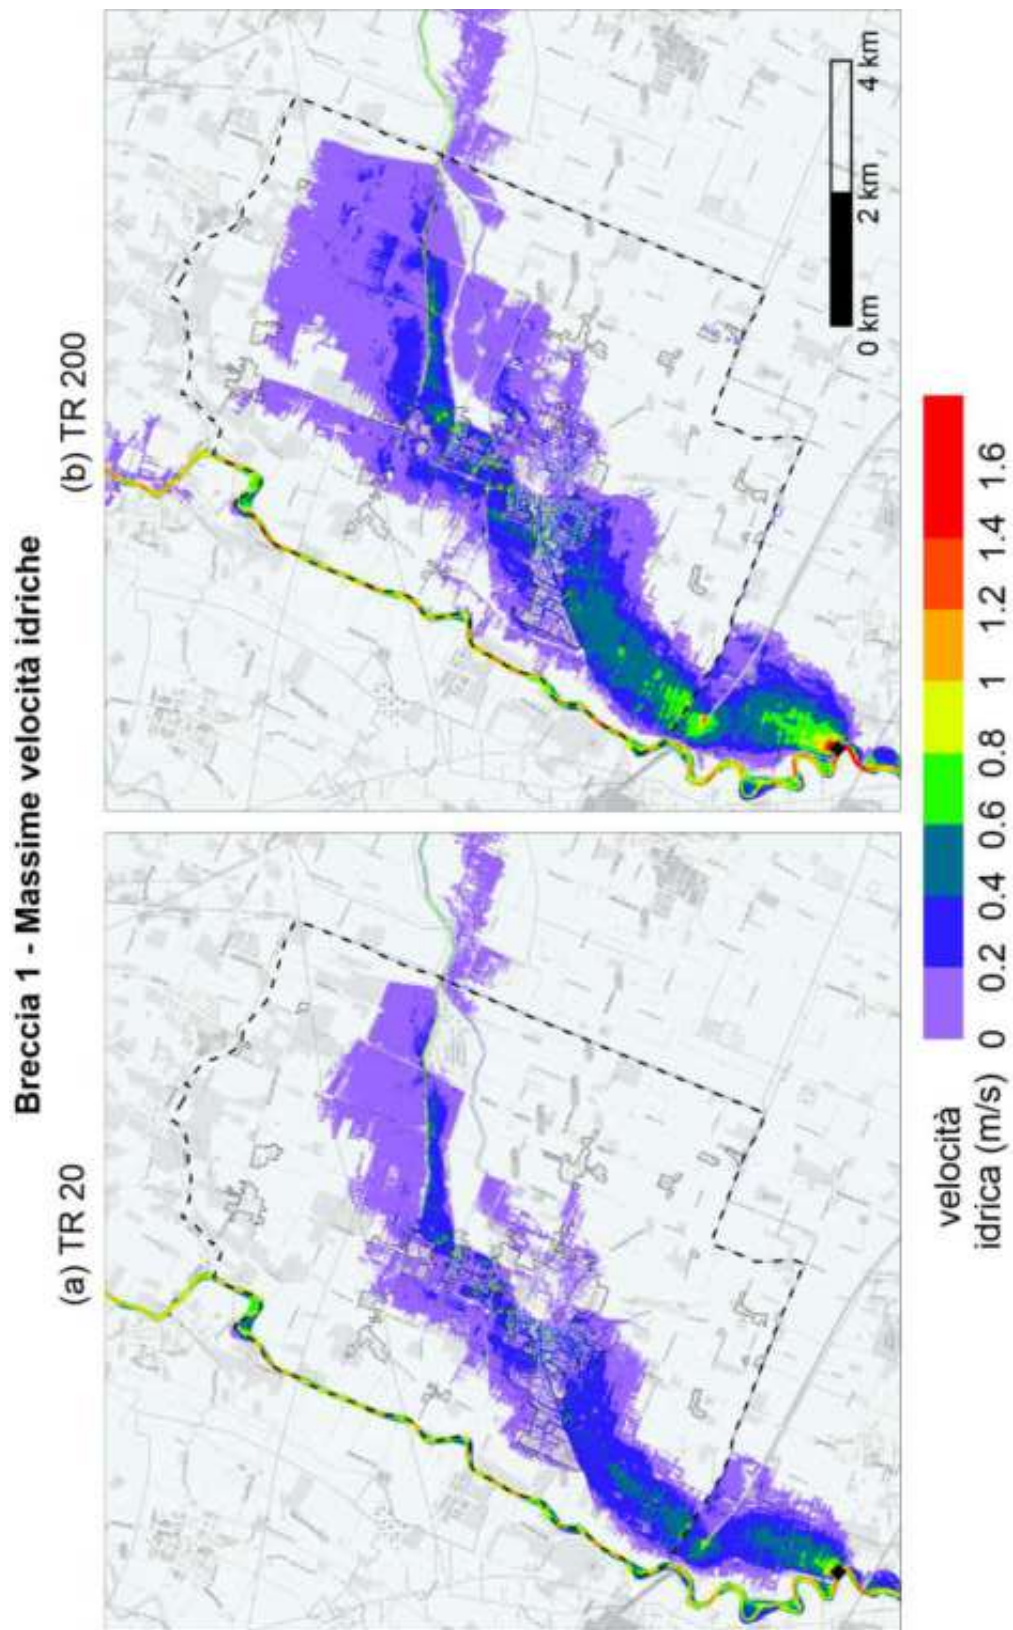 Breccia 1 - Massime velocità idriche
(a) TR 20
(b) TR 200
0 km
2 km
4 km
velocità
idrica (m/s)
0
0.2
0.4
0.6
0.8
1
1.2
1.4
1.6